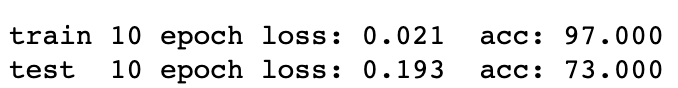 train 10 epoch loss: 0.021  acc: 97.000
test  10 epoch loss: 0.193  acc: 73.000